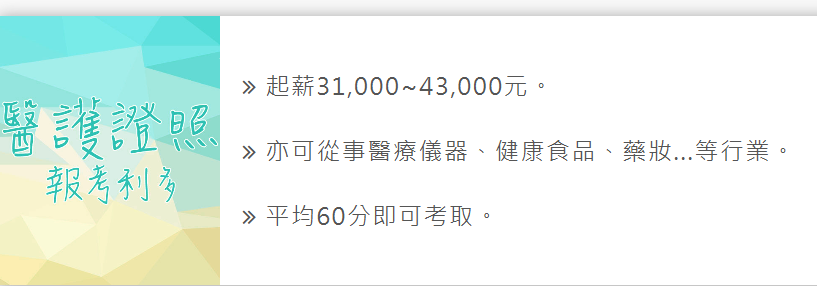 醫護證照
報考利多
» 起薪31,000~43,000元。
» 亦可從事醫療儀器、健康食品、藥妝...等行業。
» 平均60分即可考取。